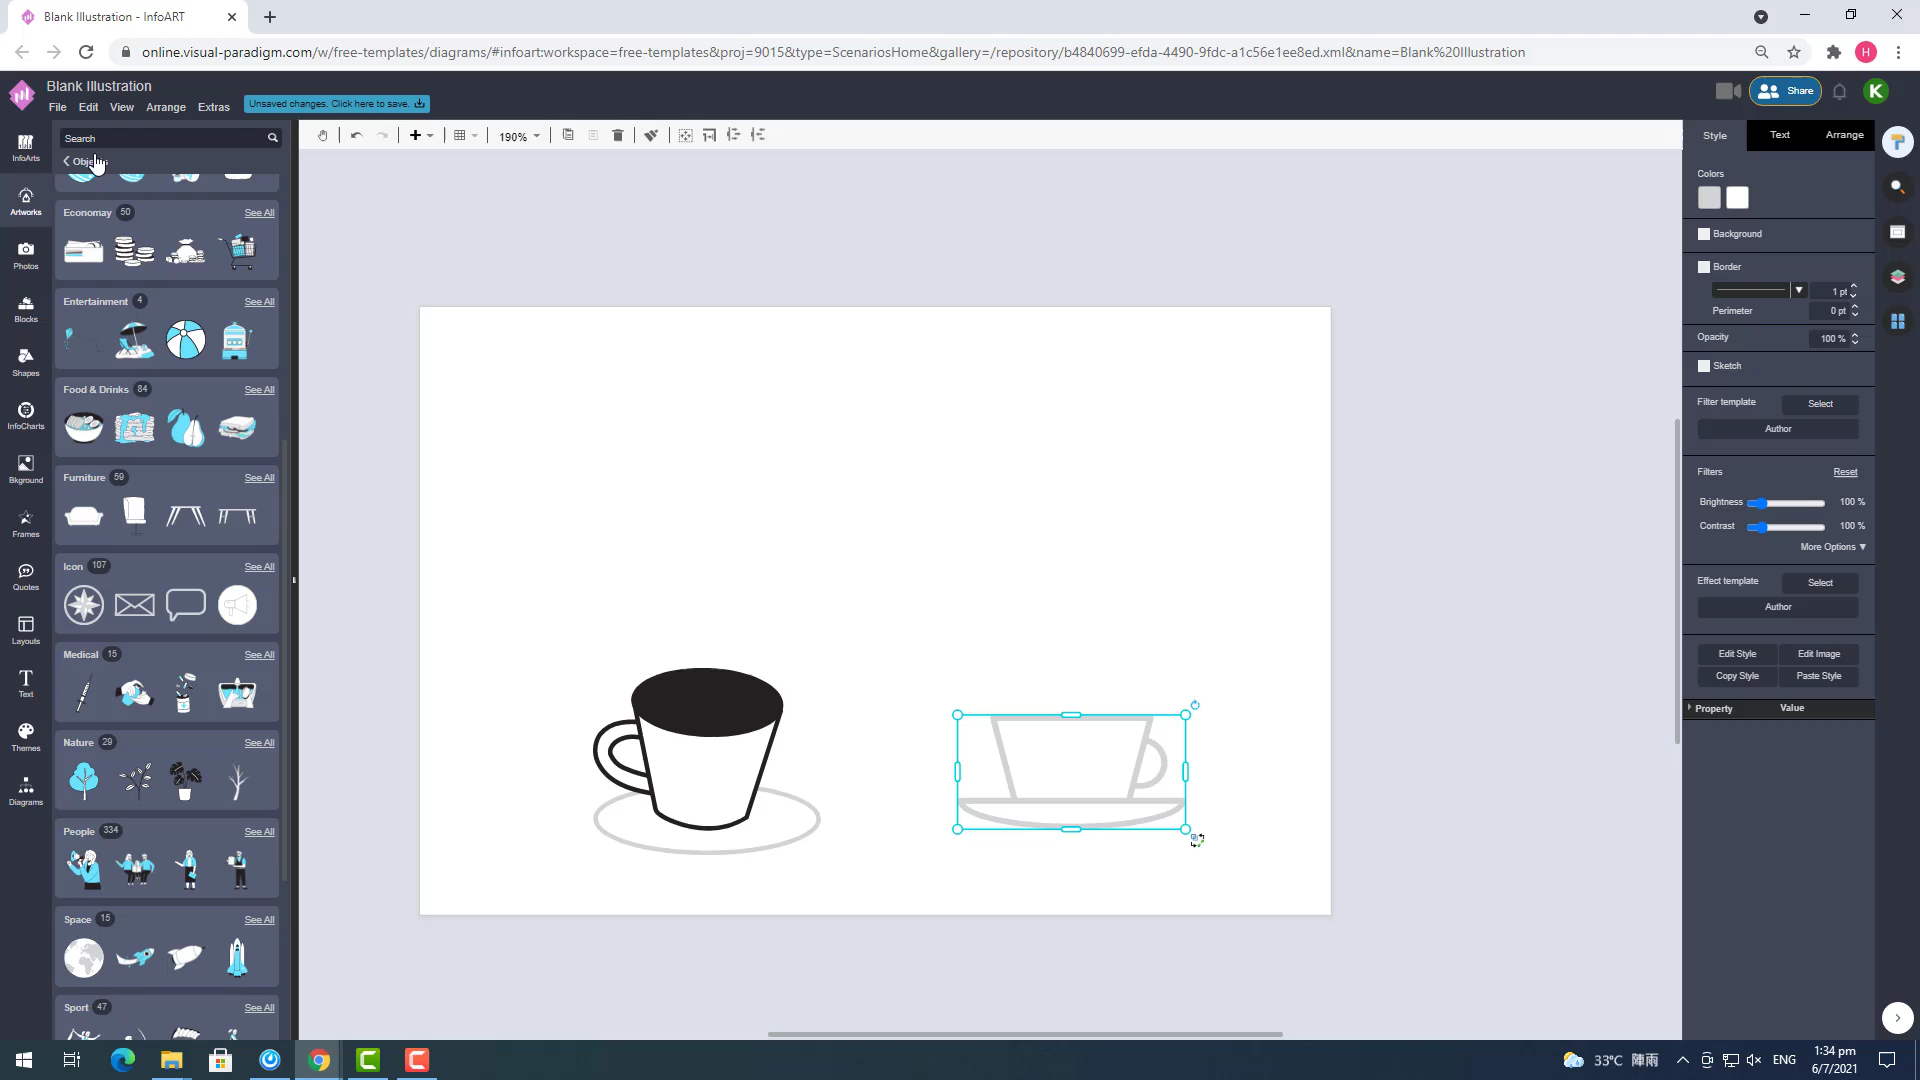 Blank Illustration - InfoART
online.visual-paradigm.com/w/free-templates/diagrams/#infoart:workspace=free-templates&proj=9015&type=ScenariosHome&gallery=/repository/b4840699-efda-4490-9fdc-a1c56e1ee8ed.xml&name=Blank%20Illustration
H
Blank Illustration
File Edit View Arrange Extras
Unsaved changes. Click here to save.
Share
K
InfoArts
Artworks
Photos
Blocks
Shapes
InfoCharts
Bkground
Frames
Quotes
Layouts
Text
Themes
Diagrams
Search
Economay 50 See All
Entertainment 4 See All
Food & Drinks 84 See All
Furniture 59 See All
Icon 107 See All
Medical 15 See All
Nature 29 See All
People 334 See All
Space 15 See All
Sport 47 See All
190%
Style Text Arrange
Colors
Background
Border
1 pt
Perimeter 0 pt
Opacity 100 %
Sketch
Filter template Select
Author
Filters Reset
Brightness 100 %
Contrast 100 %
More Options
Effect template Select
Author
Edit Style Edit Image
Copy Style Paste Style
Property Value
33°C 陣雨
ENG
1:34 pm
6/7/2021